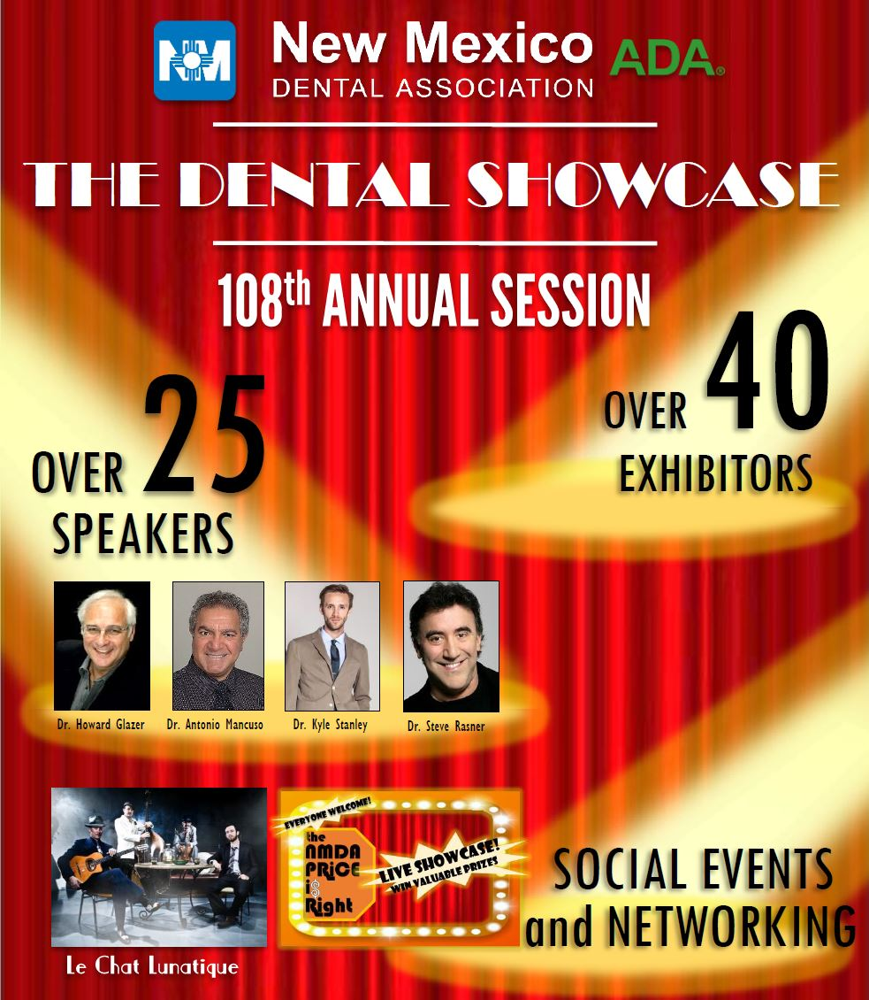 NM
New Mexico
DENTAL ASSOCIATION
ADA®
THE DENTAL SHOWCASE
108th ANNUAL SESSION
OVER 40
EXHIBITORS
OVER 25
SPEAKERS
Dr. Howard Glazer
Dr. Antonio Mancuso
Dr. Kyle Stanley
Dr. Steve Rasner
EVERYONE WELCOME!
the
NMDA
PRICE
is
Right
LIVE SHOWCASE!
WIN VALUABLE PRIZES
SOCIAL EVENTS
and NETWORKING
Le Chat Lunatique